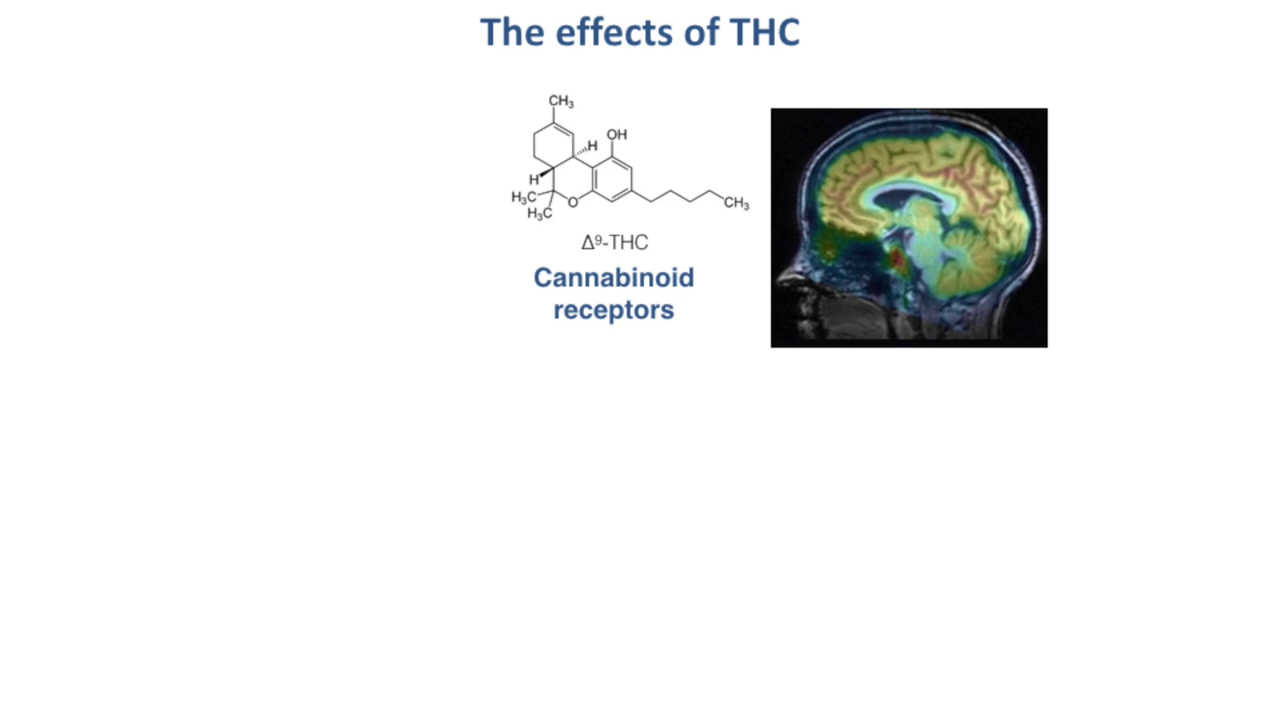 The effects of THC
CH₃
OH
H
H
H₃C
H₃C
O
CH₃
Δ⁹-THC
Cannabinoid
receptors